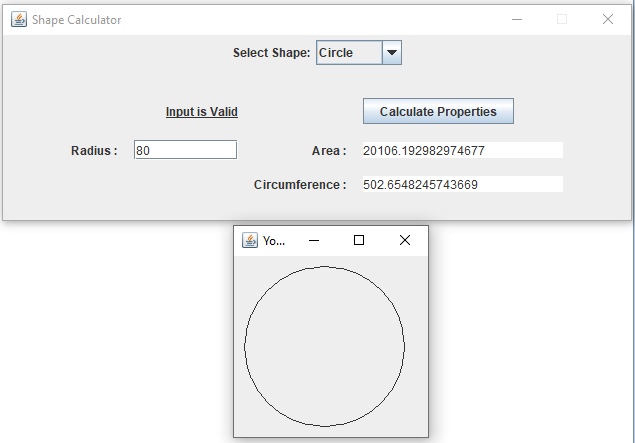 Shape Calculator
Select Shape: Circle
Input is Valid
Calculate Properties
Radius : 80
Area : 20106.192982974677
Circumference : 502.6548245743669
Yo...